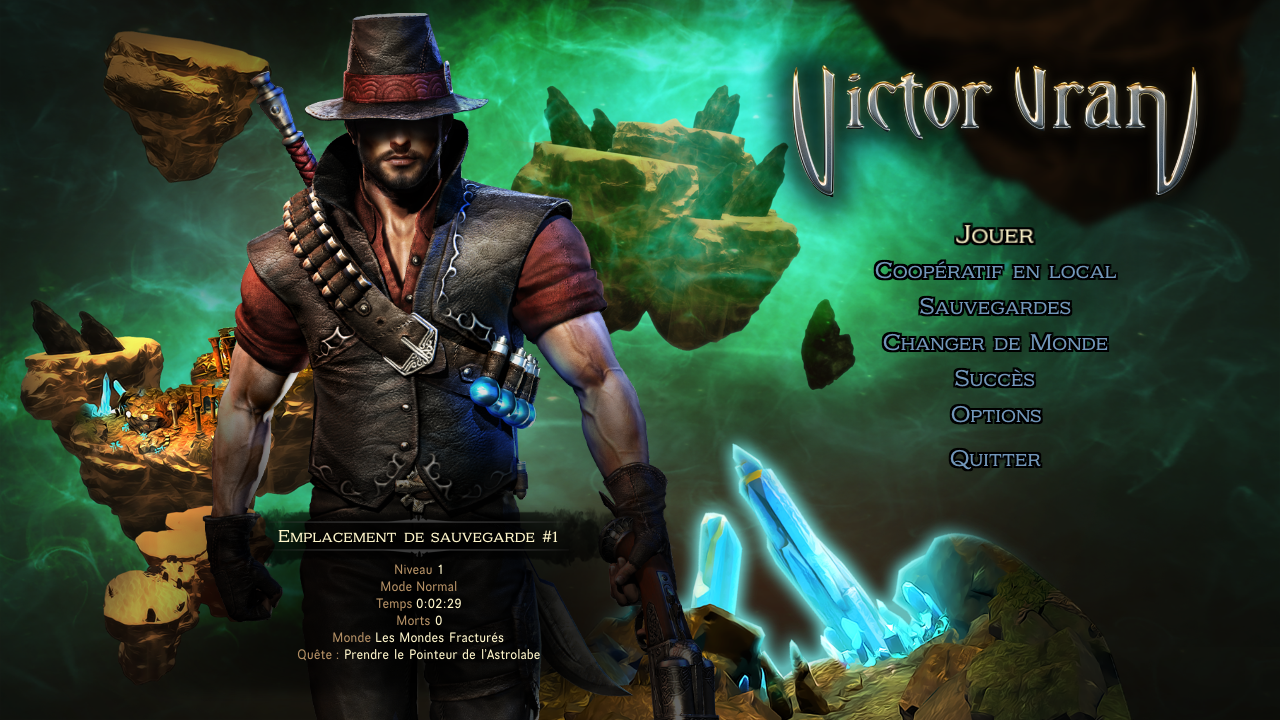 Victor Vran
Jouer
Coopératif en local
Sauvegardes
Changer de Monde
Succès
Options
Quitter
Emplacement de sauvegarde #1
Niveau 1
Mode Normal
Temps 0:02:29
Morts 0
Monde Les Mondes Fracturés
Quête : Prendre le Pointeur de l'Astrolabe